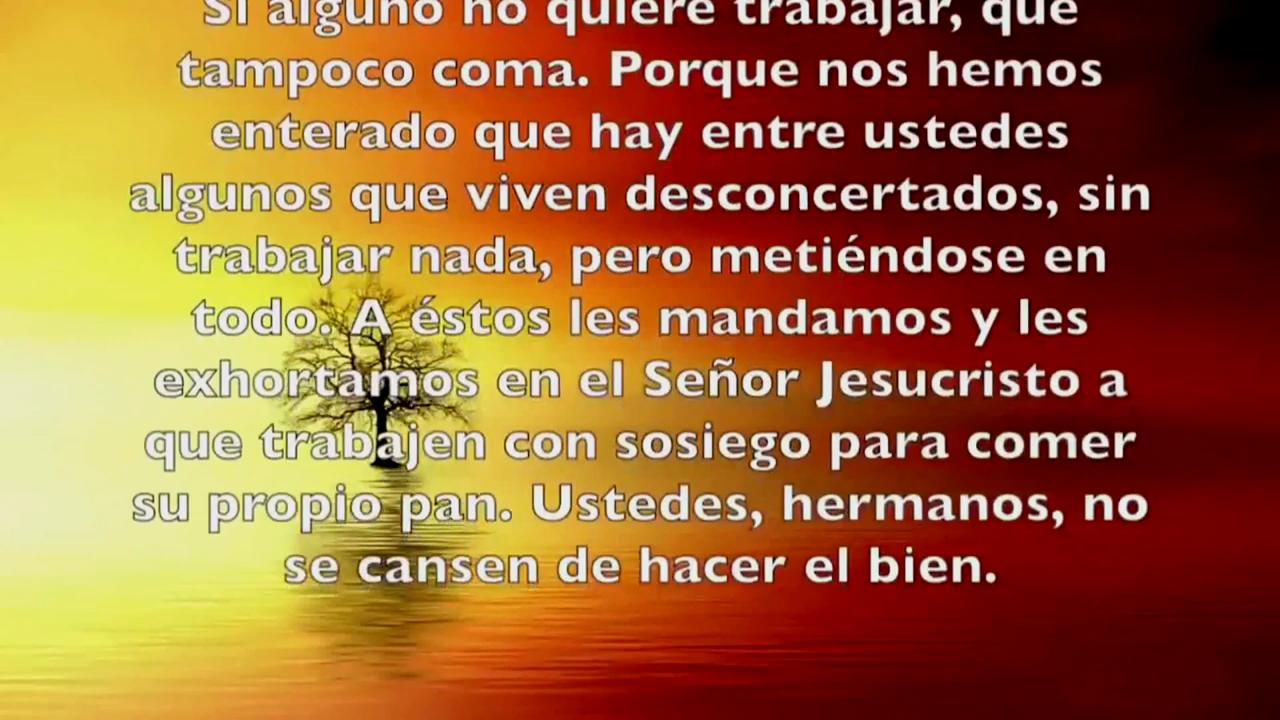 Si alguno no quiere trabajar, que
tampoco coma. Porque nos hemos
enterado que hay entre ustedes
algunos que viven desconcertados, sin
trabajar nada, pero metiéndose en
todo. A éstos les mandamos y les
exhortamos en el Señor Jesucristo a
que trabajen con sosiego para comer
su propio pan. Ustedes, hermanos, no
se cansen de hacer el bien.